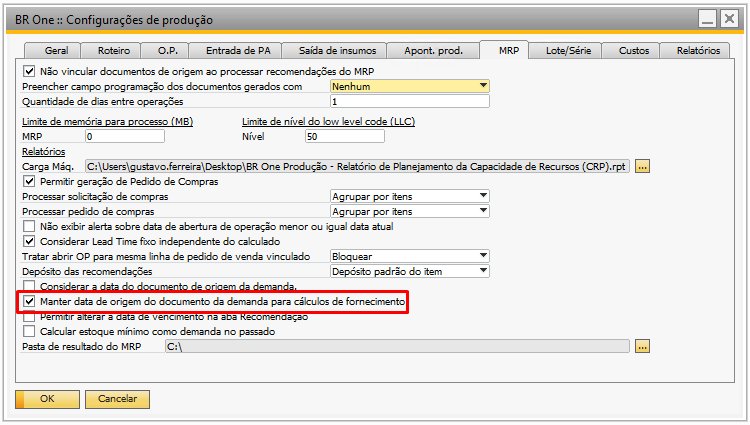 BR One :: Configurações de produção
Geral Roteiro O.P. Entrada de PA Saída de insumos Apont. prod. MRP Lote/Série Custos Relatórios
Não vincular documentos de origem ao processar recomendações do MRP
Preencher campo programação dos documentos gerados com Nenhum
Quantidade de dias entre operações 1
Limite de memória para processo (MB) Limite de nível do low level code (LLC)
MRP 0 Nível 50
Relatórios
Carga Máq. C:\Users\gustavo.ferreira\Desktop\BR One Produção - Relatório de Planejamento da Capacidade de Recursos (CRP).rpt ...
Permitir geração de Pedido de Compras
Processar solicitação de compras Agrupar por itens
Processar pedido de compras Agrupar por itens
Não exibir alerta sobre data de abertura de operação menor ou igual data atual
Considerar Lead Time fixo independente do calculado
Tratar abrir OP para mesma linha de pedido de venda vinculado Bloquear
Depósito das recomendações Depósito padrão do item
Considerar a data do documento de origem da demanda.
Manter data de origem do documento da demanda para cálculos de fornecimento
Permitir alterar a data de vencimento na aba Recomendação
Calcular estoque mínimo como demanda no passado
Pasta de resultado do MRP C:\ ...
OK Cancelar